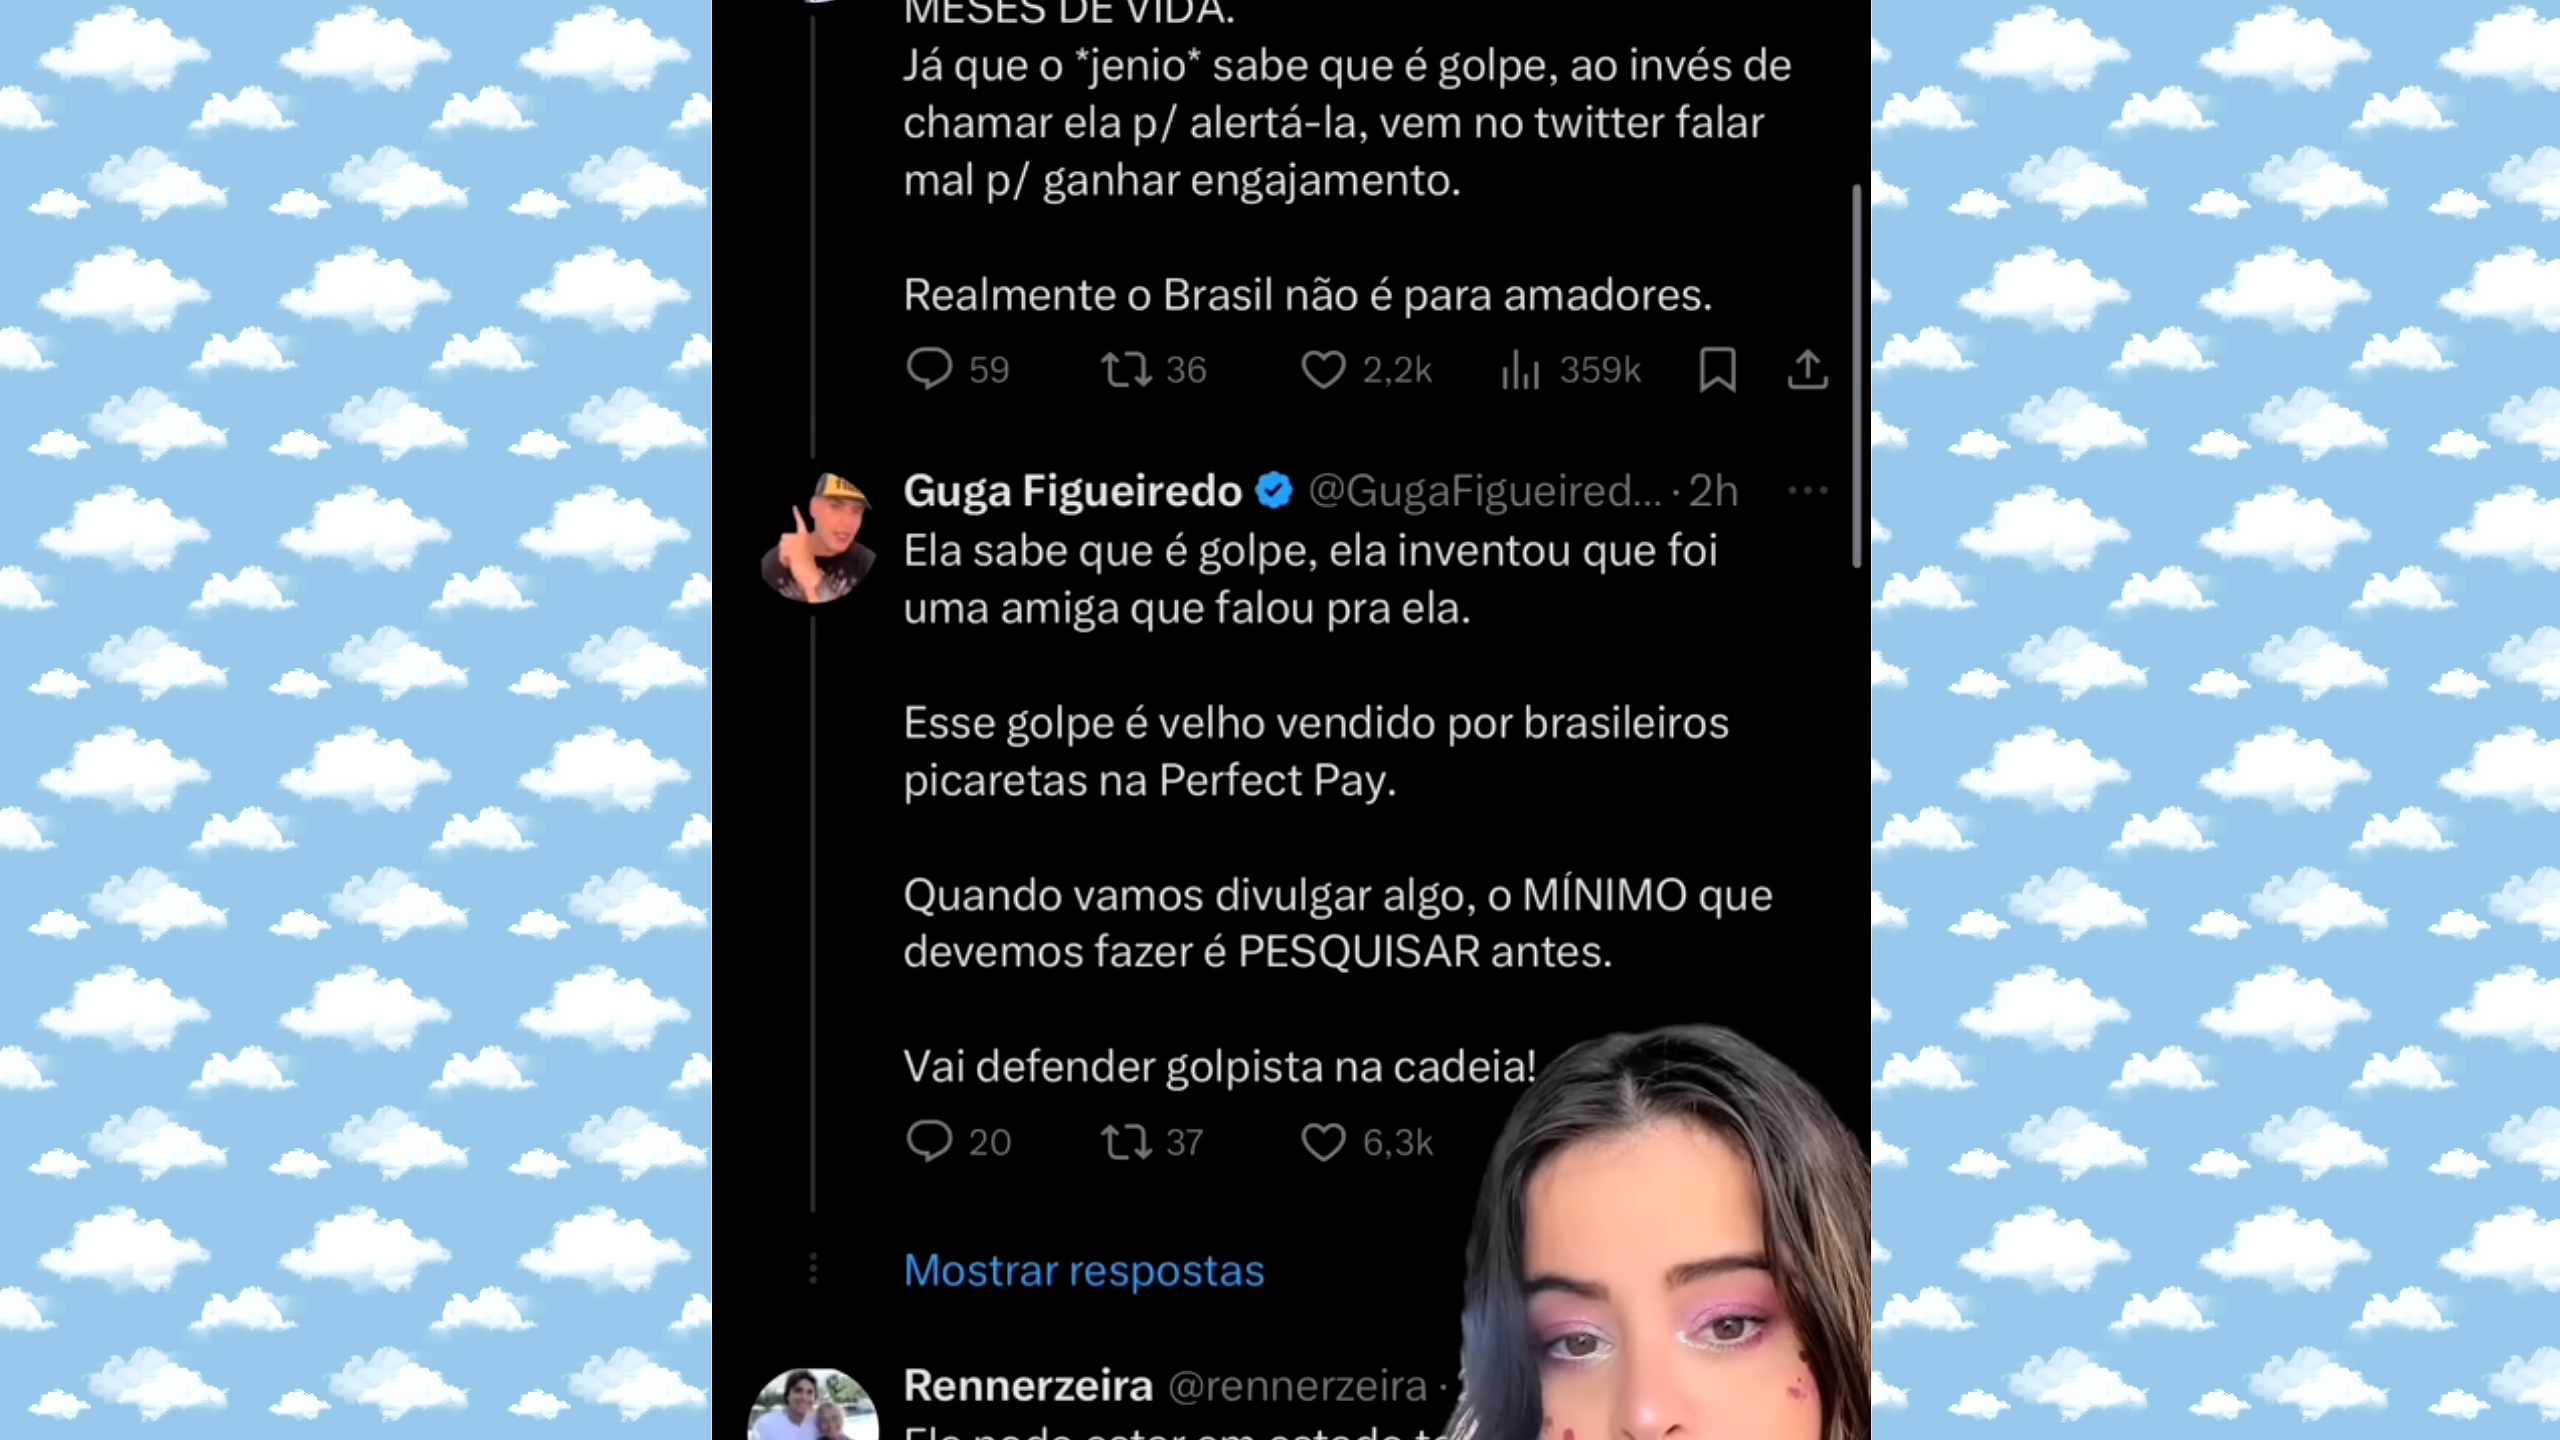 MESES DE VIDA.
Já que o *jenio* sabe que é golpe, ao invés de
chamar ela p/ alertá-la, vem no twitter falar
mal p/ ganhar engajamento.
Realmente o Brasil não é para amadores.
59 36 2,2k 359k
Guga Figueiredo @GugaFigueired... · 2h
Ela sabe que é golpe, ela inventou que foi
uma amiga que falou pra ela.
Esse golpe é velho vendido por brasileiros
picaretas na Perfect Pay.
Quando vamos divulgar algo, o MÍNIMO que
devemos fazer é PESQUISAR antes.
Vai defender golpista na cadeia!
20 37 6,3k
Mostrar respostas
Rennerzeira @rennerzeira ·